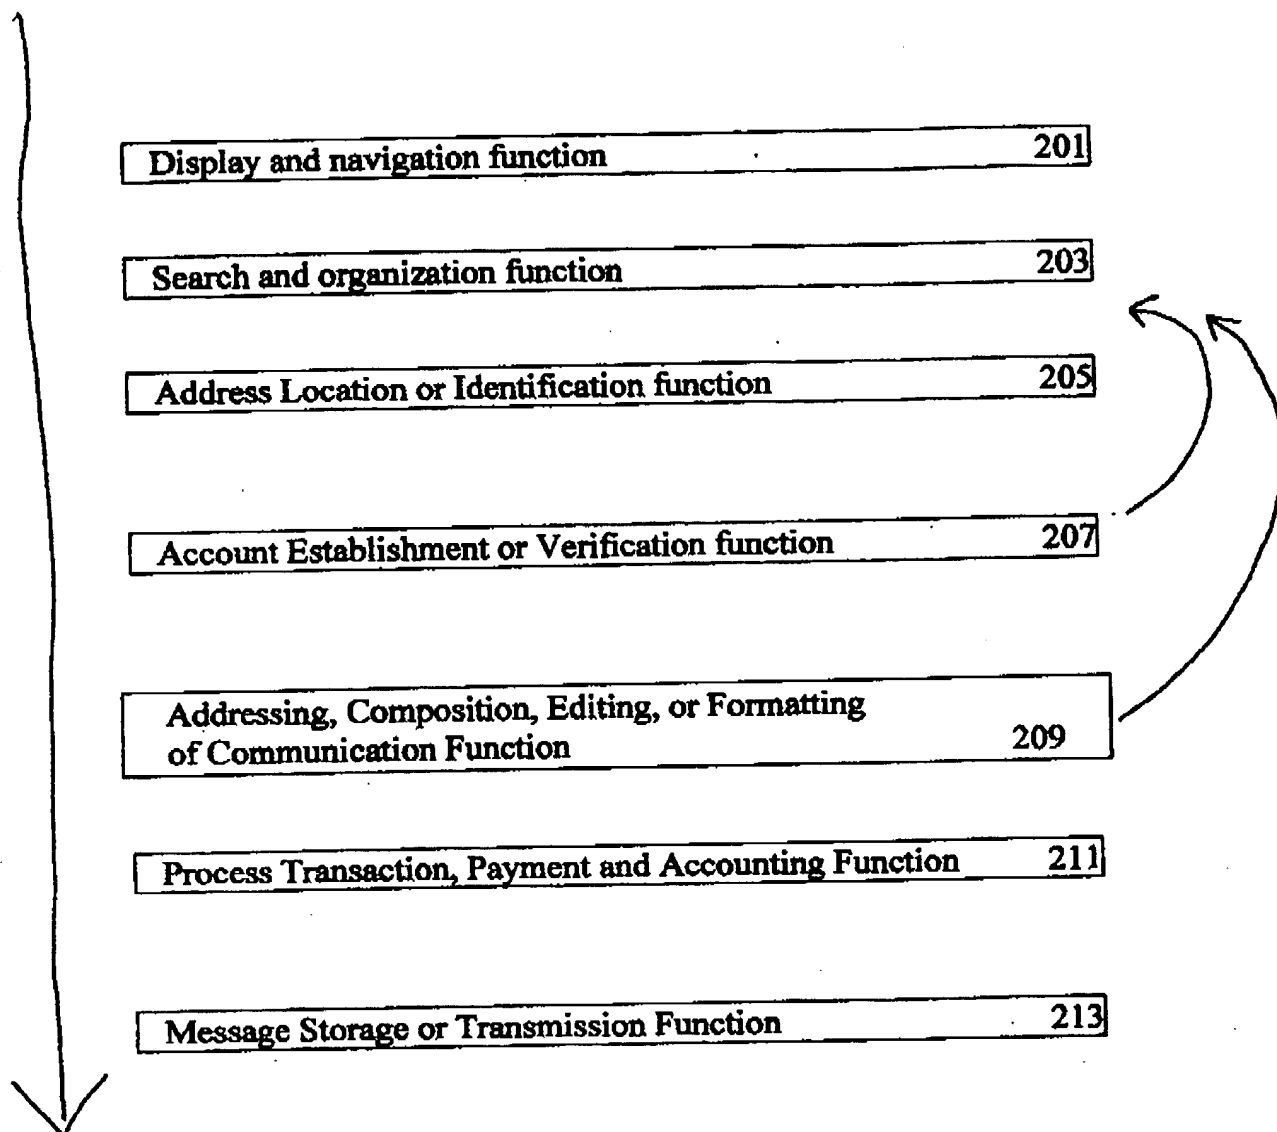 Display and navigation function 201
Search and organization function 203
Address Location or Identification function 205
Account Establishment or Verification function 207
Addressing, Composition, Editing, or Formatting
of Communication Function 209
Process Transaction, Payment and Accounting Function 211
Message Storage or Transmission Function 213